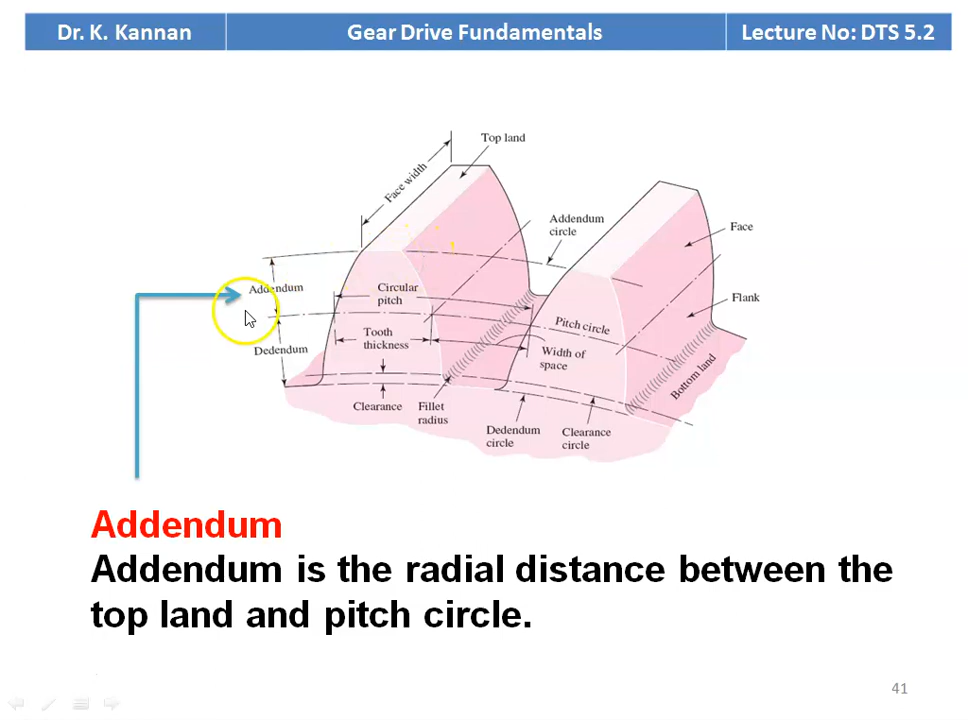 Dr. K. Kannan
Gear Drive Fundamentals
Lecture No: DTS 5.2
Top land
Face width
Addendum
circle
Face
Addendum
Circular
pitch
Flank
Pitch circle
Tooth
thickness
Dedendum
Width of
space
Bottom land
Clearance
Fillet
radius
Dedendum
circle
Clearance
circle
Addendum
Addendum is the radial distance between the
top land and pitch circle.
41